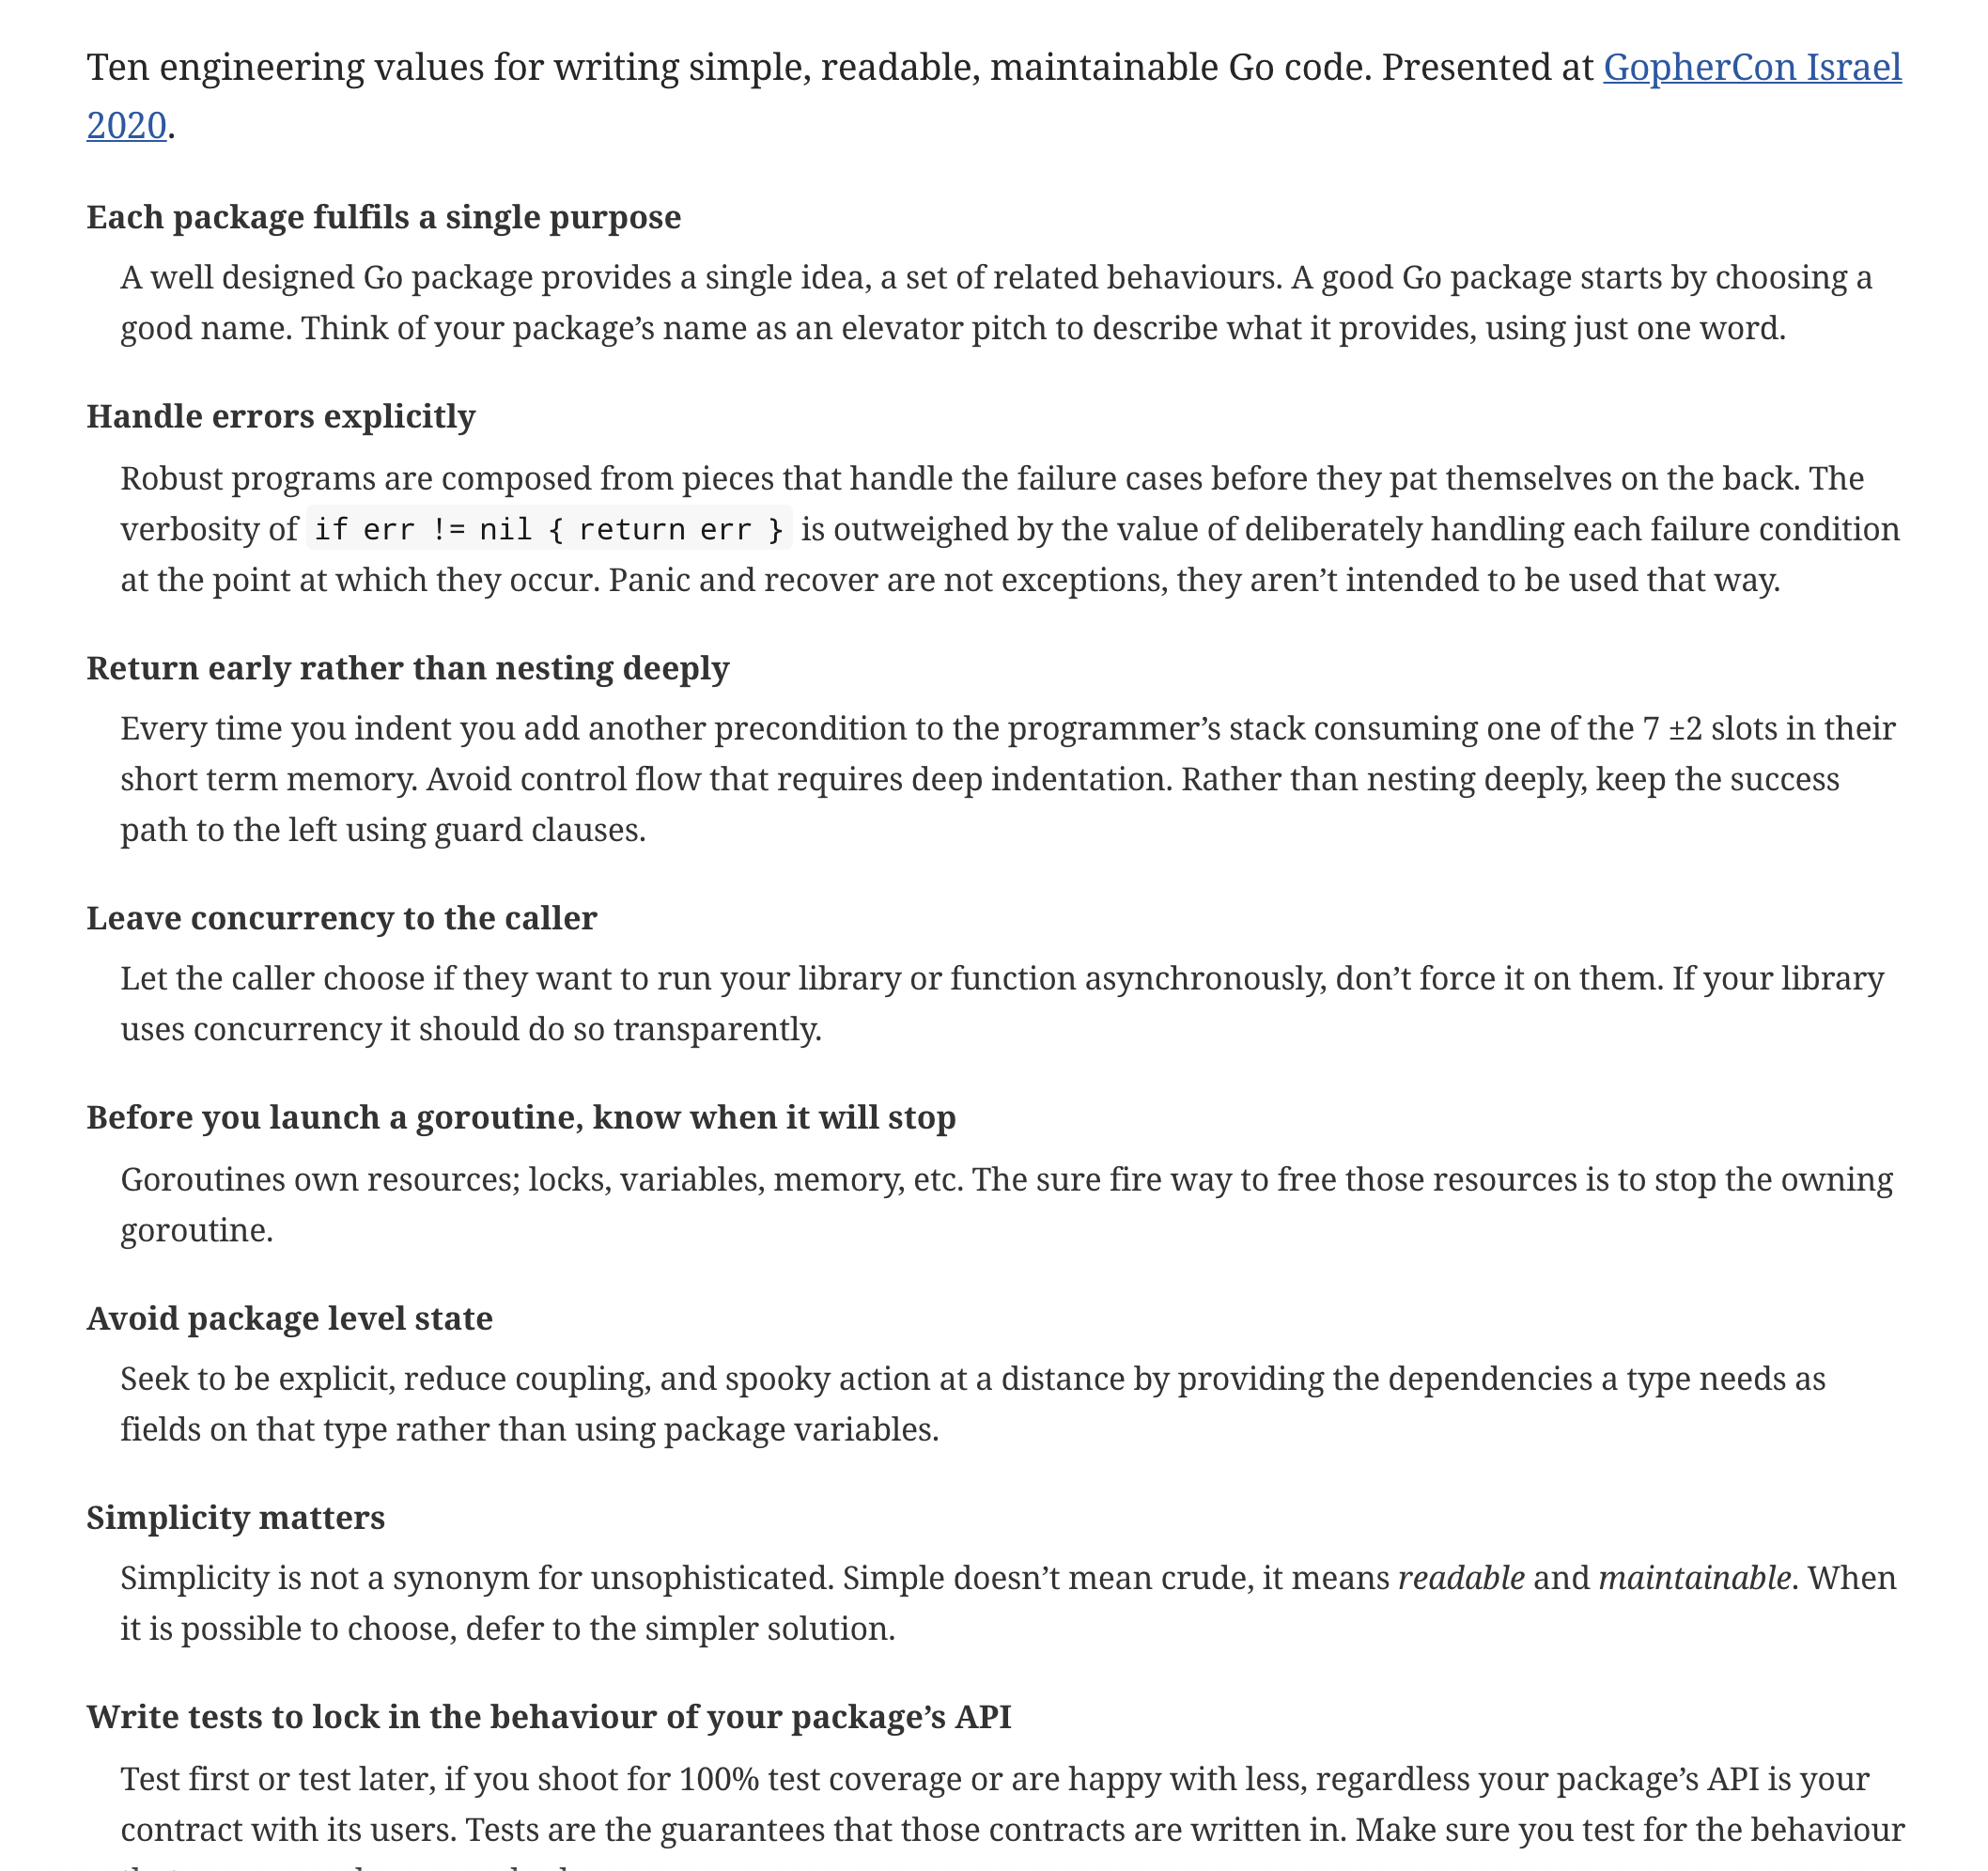 Ten engineering values for writing simple, readable, maintainable Go code. Presented at GopherCon Israel
2020.
Each package fulfils a single purpose
A well designed Go package provides a single idea, a set of related behaviours. A good Go package starts by choosing a
good name. Think of your package’s name as an elevator pitch to describe what it provides, using just one word.
Handle errors explicitly
Robust programs are composed from pieces that handle the failure cases before they pat themselves on the back. The
verbosity of if err != nil { return err } is outweighed by the value of deliberately handling each failure condition
at the point at which they occur. Panic and recover are not exceptions, they aren’t intended to be used that way.
Return early rather than nesting deeply
Every time you indent you add another precondition to the programmer’s stack consuming one of the 7 ±2 slots in their
short term memory. Avoid control flow that requires deep indentation. Rather than nesting deeply, keep the success
path to the left using guard clauses.
Leave concurrency to the caller
Let the caller choose if they want to run your library or function asynchronously, don’t force it on them. If your library
uses concurrency it should do so transparently.
Before you launch a goroutine, know when it will stop
Goroutines own resources; locks, variables, memory, etc. The sure fire way to free those resources is to stop the owning
goroutine.
Avoid package level state
Seek to be explicit, reduce coupling, and spooky action at a distance by providing the dependencies a type needs as
fields on that type rather than using package variables.
Simplicity matters
Simplicity is not a synonym for unsophisticated. Simple doesn’t mean crude, it means readable and maintainable. When
it is possible to choose, defer to the simpler solution.
Write tests to lock in the behaviour of your package’s API
Test first or test later, if you shoot for 100% test coverage or are happy with less, regardless your package’s API is your
contract with its users. Tests are the guarantees that those contracts are written in. Make sure you test for the behaviour